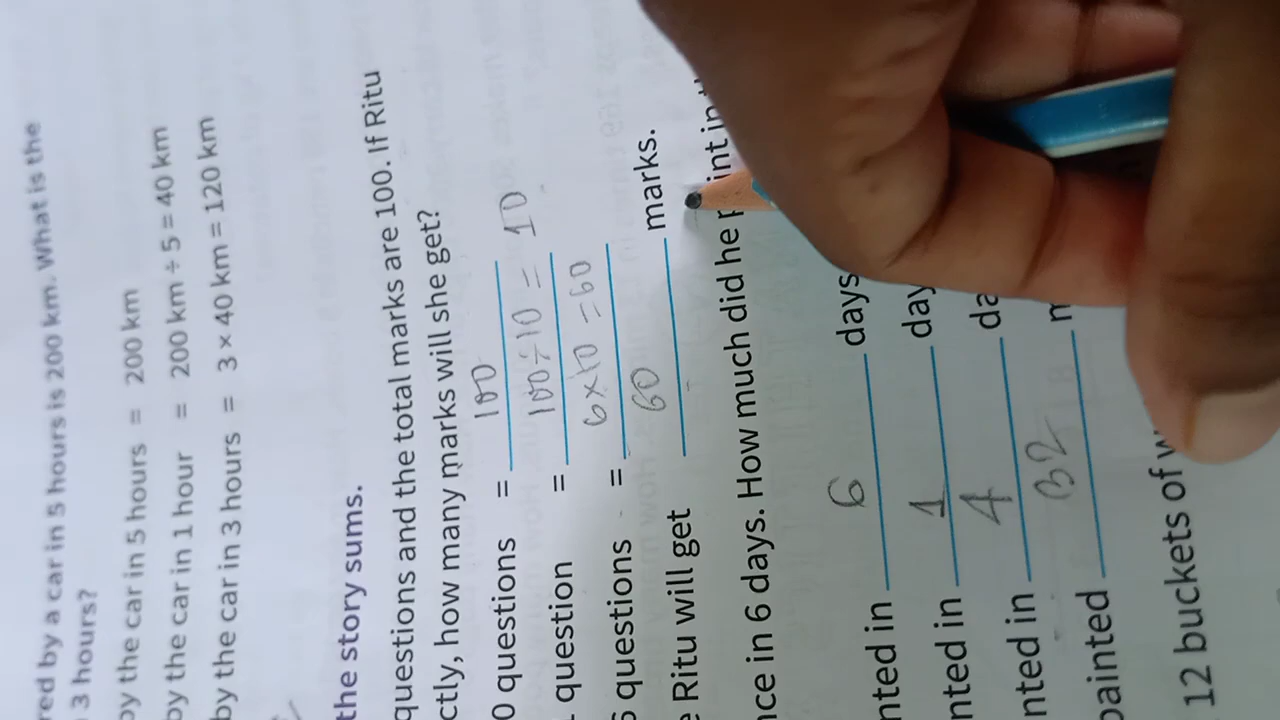 red by a car in 5 hours is 200 km. What is the
3 hours?
by the car in 5 hours = 200 km
by the car in 1 hour = 200 km ÷ 5 = 40 km
by the car in 3 hours = 3 × 40 km = 120 km
the story sums.
questions and the total marks are 100. If Ritu
ctly, how many marks will she get?
0 questions = 100
question = 100÷10 = 10
6 questions = 6×10 =60
Ritu will get 60 marks.
nce in 6 days. How much did he int in
nted in 6 days
nted in 1 day
nted in 4 da
painted 32
12 buckets of w